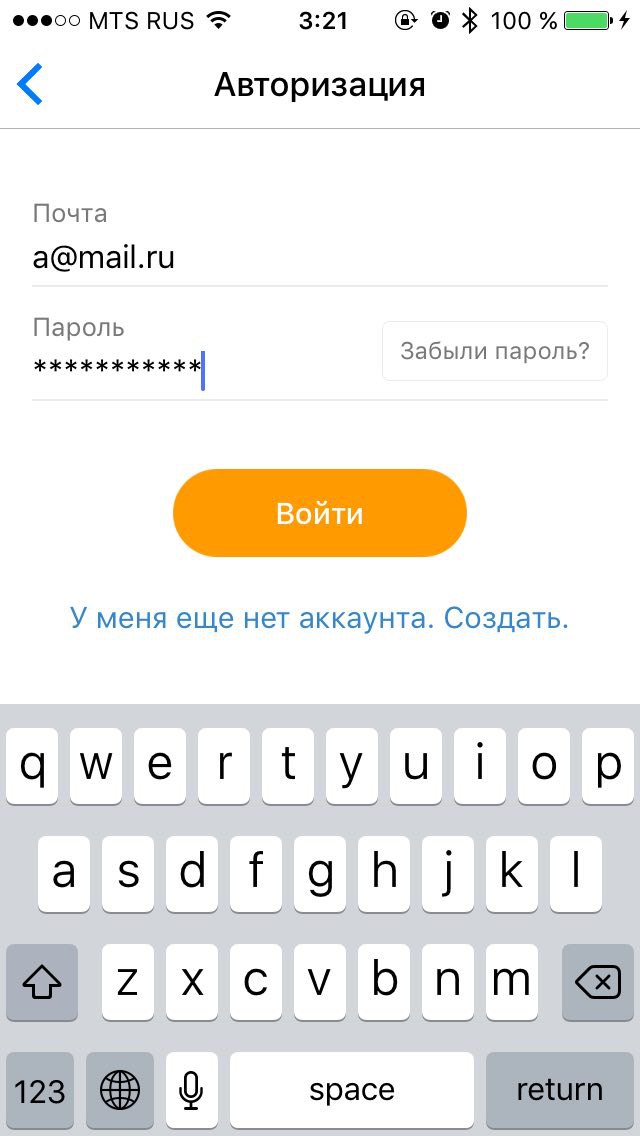 MTS RUS 3:21 100 %
Авторизация
Почта
a@mail.ru
Пароль
***********
Забыли пароль?
Войти
У меня еще нет аккаунта. Создать.
q w e r t y u i o p
a s d f g h j k l
z x c v b n m
123 space return